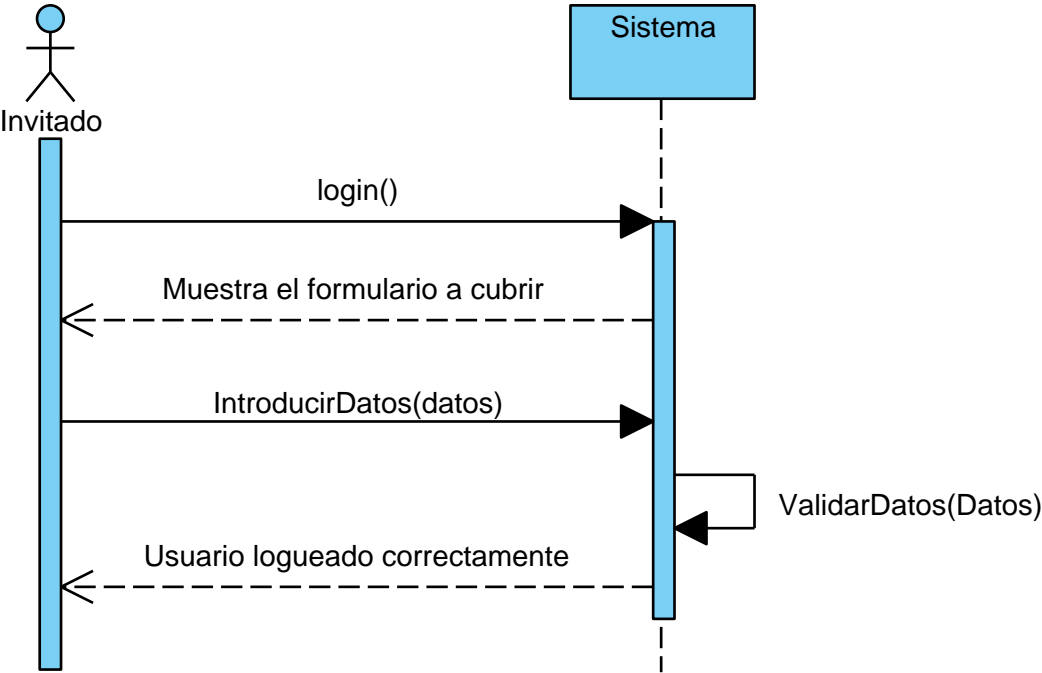 Sistema
Invitado
login()
Muestra el formulario a cubrir
IntroducirDatos(datos)
ValidarDatos(Datos)
Usuario logueado correctamente